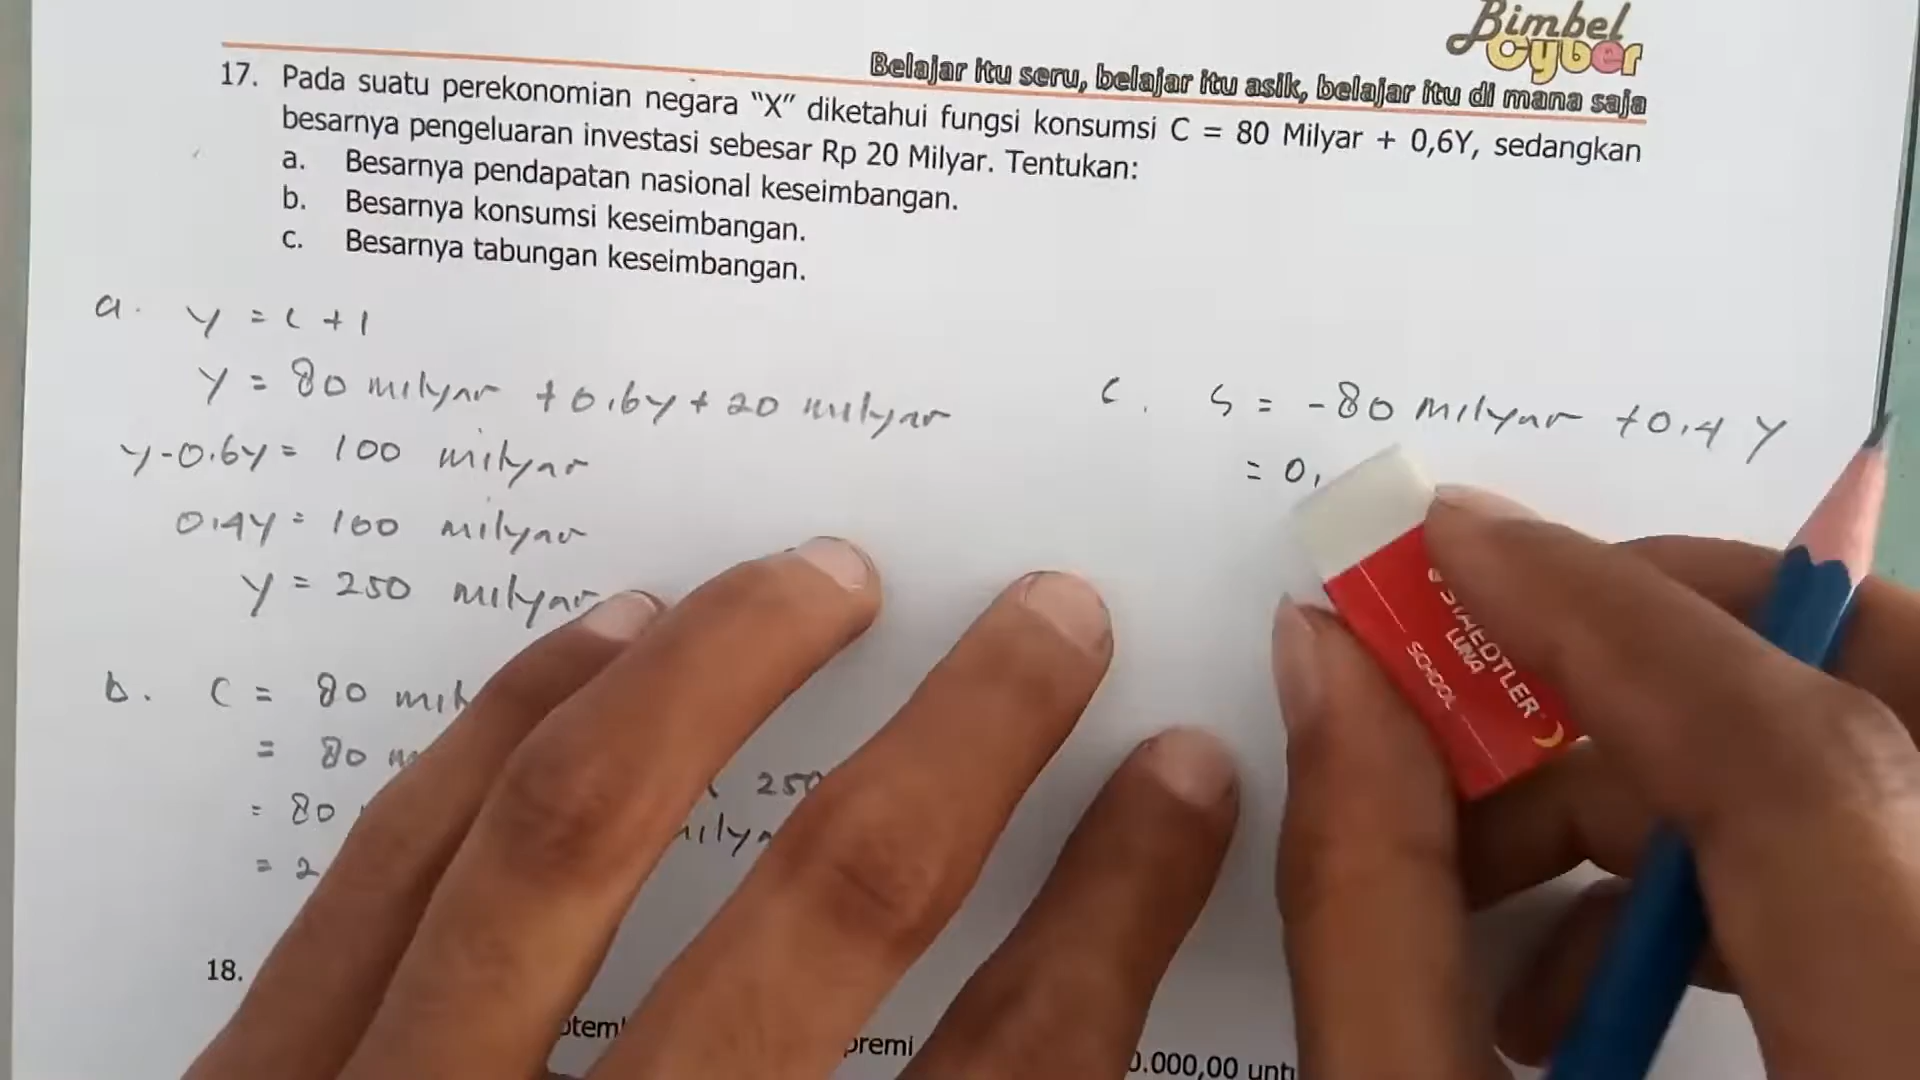 Bimbel
Cyber
Belajar itu seru, belajar itu asik, belajar itu di mana saja
17. Pada suatu perekonomian negara "X" diketahui fungsi konsumsi C = 80 Milyar + 0,6Y, sedangkan
besarnya pengeluaran investasi sebesar Rp 20 Milyar. Tentukan:
a. Besarnya pendapatan nasional keseimbangan.
b. Besarnya konsumsi keseimbangan.
c. Besarnya tabungan keseimbangan.
a. Y = C + I
Y = 80 milyar + 0,6Y + 20 milyar
Y - 0,6Y = 100 milyar
0,4Y = 100 milyar
Y = 250 milyar
b. C = 80
= 80
= 80
= 2
250
c. S = -80 milyar + 0,4 Y
= 0,
STAEDTLER
LUNA
SCHOOL
18.
premi
0.000,00